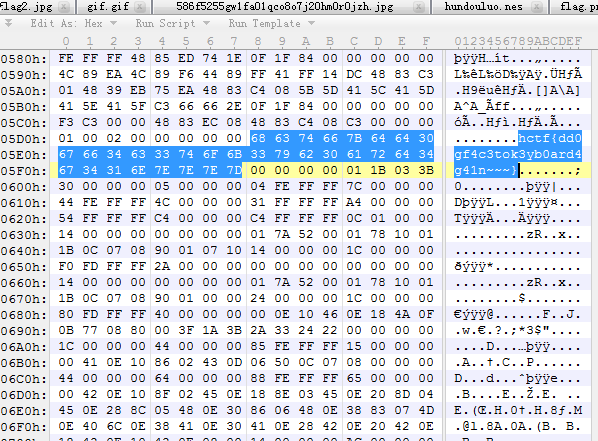 Flag2.jpg gif.gif 586f5255gw1fa01qco8o7j20hm0r0jzh.jpg hundouluo.nes
Edit As: Hex Run Script Run Template
0 1 2 3 4 5 6 7 8 9 A B C D E F 0123456789ABCDEF
0580h: FE FF FF 48 85 ED 74 1E 0F 1F 84 00 00 00 00 00 þÿÿH…ít...„.....
0590h: 4C 89 EA 4C 89 F6 44 89 FF 41 FF 14 DC 48 83 C3 L‰êL‰öD‰ÿAÿ.ÜHƒÃ
05A0h: 01 48 39 EB 75 EA 48 83 C4 08 5B 5D 41 5C 41 5D .H9ëuêHƒÄ.[]A\A]
05B0h: 41 5E 41 5F C3 66 66 2E 0F 1F 84 00 00 00 00 00 A^A_Ãff...„.....
05C0h: F3 C3 00 00 48 83 EC 08 48 83 C4 08 C3 00 00 00 óÃ..Hƒì.HƒÄ.Ã...
05D0h: 01 00 02 00 00 00 00 00 68 63 74 66 7B 64 64 30 ........hctf{dd0
05E0h: 67 66 34 63 33 74 6F 6B 33 79 62 30 61 72 64 34 gf4c3tok3yb0ard4
05F0h: 67 34 31 6E 7E 7E 7E 7D 00 00 00 00 01 1B 03 3B g41n~~~}.......;
0600h: 30 00 00 00 05 00 00 00 04 FE FF FF 7C 00 00 00 0........þÿÿ|...
0610h: 44 FE FF FF 4C 00 00 00 31 FF FF FF A4 00 00 00 DþÿÿL...1ÿÿÿ¤...
0620h: 54 FF FF FF C4 00 00 00 C4 FF FF FF 0C 01 00 00 TÿÿÿÄ...Äÿÿÿ....
0630h: 14 00 00 00 00 00 00 00 01 7A 52 00 01 78 10 01 .........zR..x..
0640h: 1B 0C 07 08 90 01 07 10 14 00 00 00 1C 00 00 00
0650h: F0 FD FF FF 2A 00 00 00 00 00 00 00 00 00 00 00 ðýÿÿ*...........
0660h: 14 00 00 00 00 00 00 00 01 7A 52 00 01 78 10 01 .........zR..x..
0670h: 1B 0C 07 08 90 01 00 00 24 00 00 00 1C 00 00 00
0680h: 80 FD FF FF 40 00 00 00 00 0E 10 46 0E 18 4A 0F €ýÿÿ@......F..J.
0690h: 0B 77 08 80 00 3F 1A 3B 2A 33 24 22 00 00 00 00 .w.€.?.;*3$"....
06A0h: 1C 00 00 00 44 00 00 00 85 FE FF FF 15 00 00 00 ....D...…þÿÿ....
06B0h: 00 41 0E 10 86 02 43 0D 06 50 0C 07 08 00 00 00 .A..†.C..P......
06C0h: 44 00 00 00 64 00 00 00 88 FE FF FF 65 00 00 00 D...d...ˆþÿÿe...
06D0h: 00 42 0E 10 8F 02 45 0E 18 8E 03 45 0E 20 8D 04
06E0h: 45 0E 28 8C 05 48 0E 30 86 06 48 0E 38 83 07 4D E.(Œ.H.0†.H.8ƒ.M
06F0h: 0E 40 6C 0E 38 41 0E 30 41 0E 28 42 0E 20 42 0E .@l.8A.0A.(B. B.